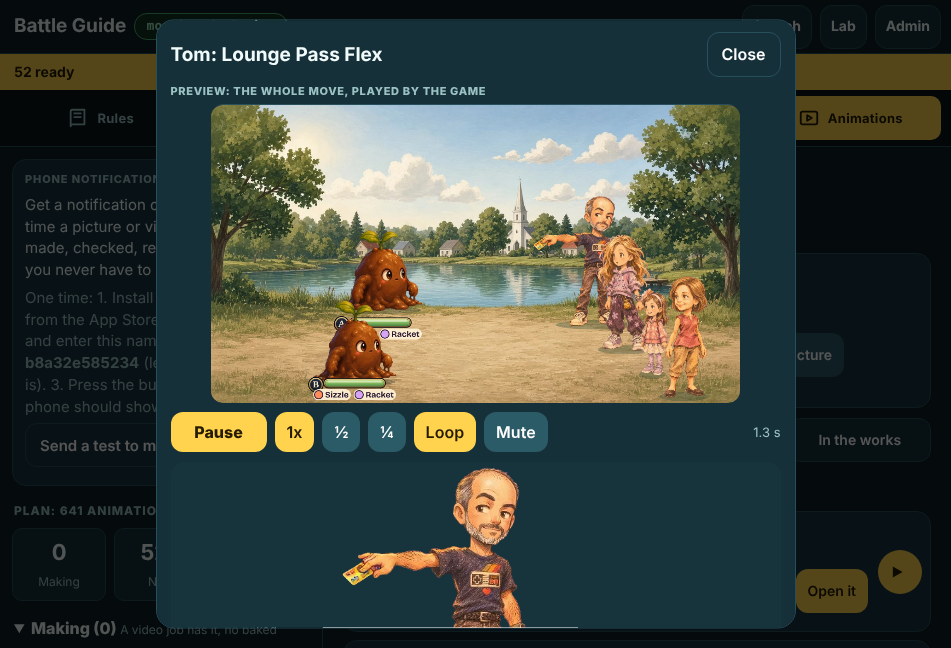 Battle Guide
Lab
Admin
52 ready
Rules
Animations
PHONE NOTIFICATION
Get a notification
time a picture or vi
made, checked, re
you never have to
One time: 1. Install
from the App Store
and enter this nam
b8a32e585234 (le
is). 3. Press the bu
phone should show
Send a test to m
PLAN: 641 ANIMATIO
0
Making
▼ Making (0) A video job has it, no baked
Tom: Lounge Pass Flex
Close
PREVIEW: THE WHOLE MOVE, PLAYED BY THE GAME
A
Racket
B
Sizzle Racket
Pause
1x
½
¼
Loop
Mute
1.3 s
cture
In the works
Open it